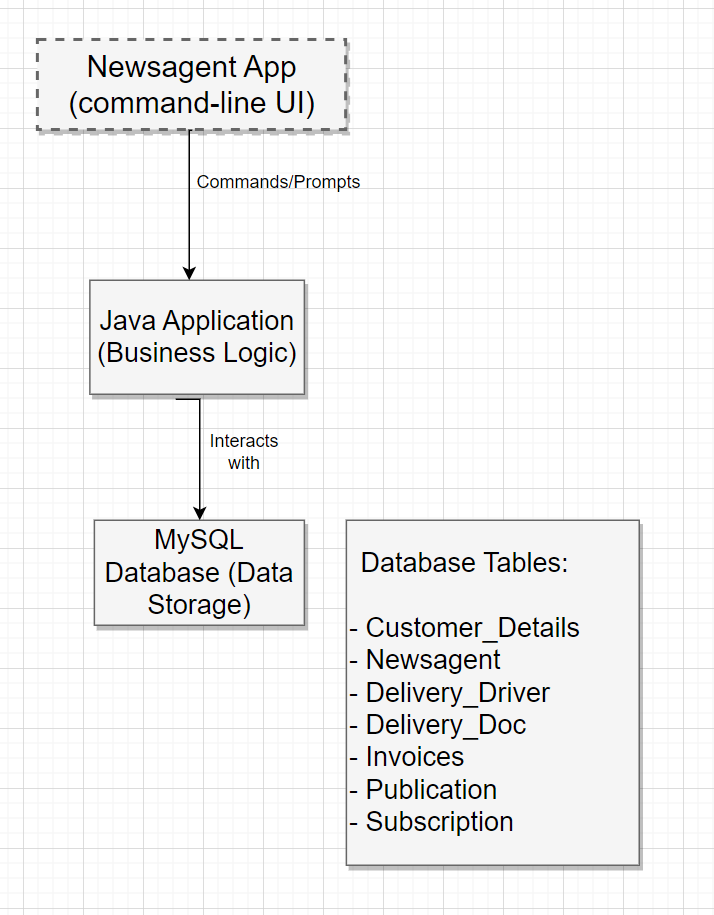 Newsagent App
(command-line UI)
Commands/Prompts
Java Application
(Business Logic)
Interacts
with
MySQL
Database (Data
Storage)
Database Tables:
- Customer_Details
- Newsagent
- Delivery_Driver
- Delivery_Doc
- Invoices
- Publication
- Subscription